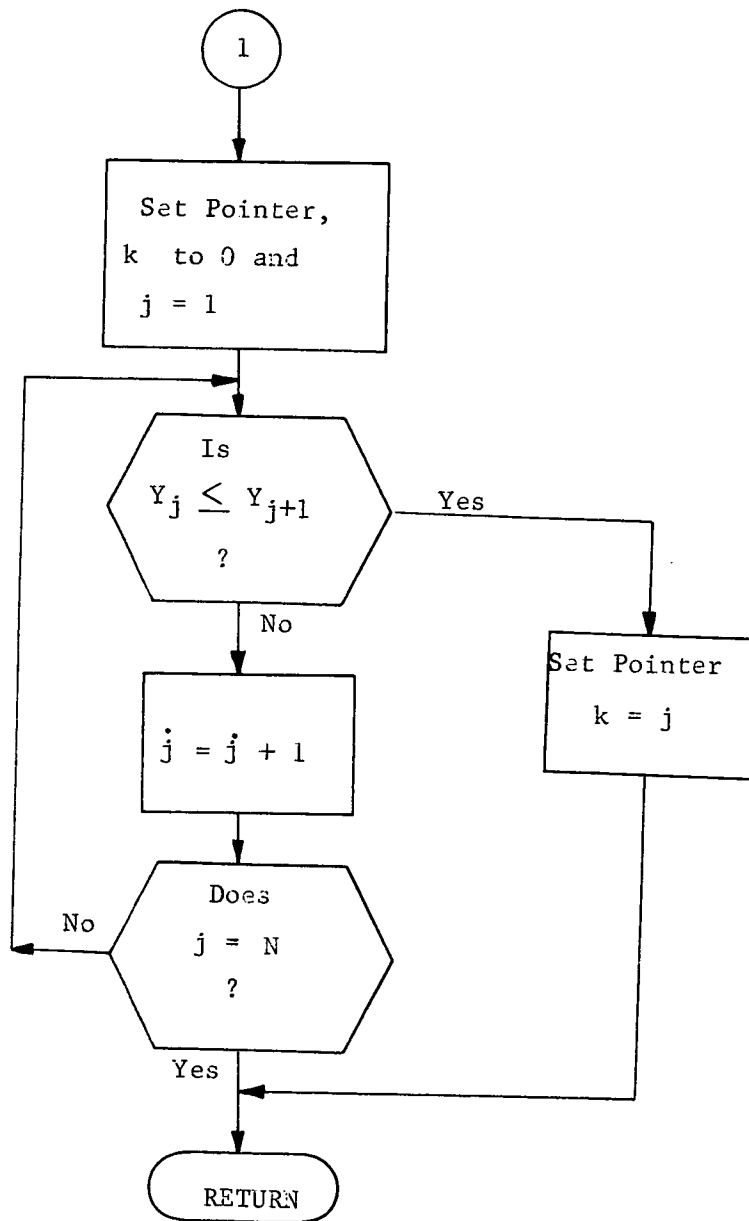 1
Set Pointer,
k to 0 and
j = 1
Is
Y_j ≤ Y_{j+1}
?
Yes
No
Set Pointer
k = j
j = j + 1
Does
j = N
?
No
Yes
RETURN